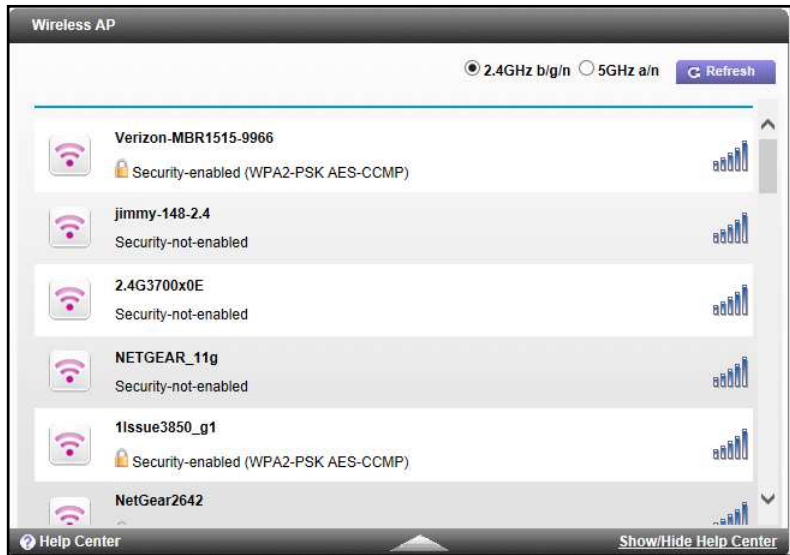 Wireless AP
2.4GHz b/g/n 5GHz a/n Refresh
Verizon-MBR1515-9966
Security-enabled (WPA2-PSK AES-CCMP)
jimmy-148-2.4
Security-not-enabled
2.4G3700x0E
Security-not-enabled
NETGEAR_11g
Security-not-enabled
1Issue3850_g1
Security-enabled (WPA2-PSK AES-CCMP)
NetGear2642
Help Center Show/Hide Help Center